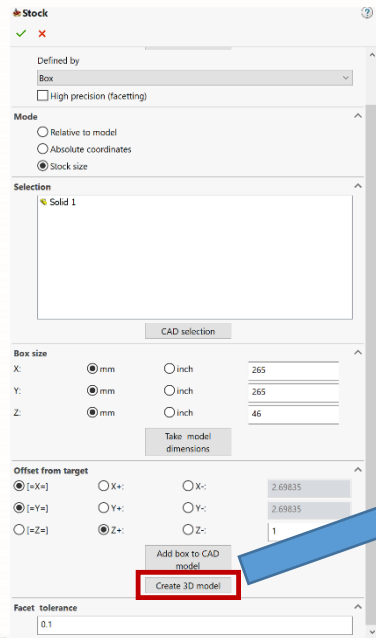 Stock
Defined by
Box
High precision (facetting)
Mode
Relative to model
Absolute coordinates
Stock size
Selection
Solid 1
CAD selection
Box size
X: mm inch 265
Y: mm inch 265
Z: mm inch 46
Take model
dimensions
Offset from target
[=X=] X+: X-: 2.69835
[=Y=] Y+: Y-: 2.69835
[=Z=] Z+: Z-: 1
Add box to CAD
model
Create 3D model
Facet tolerance
0.1